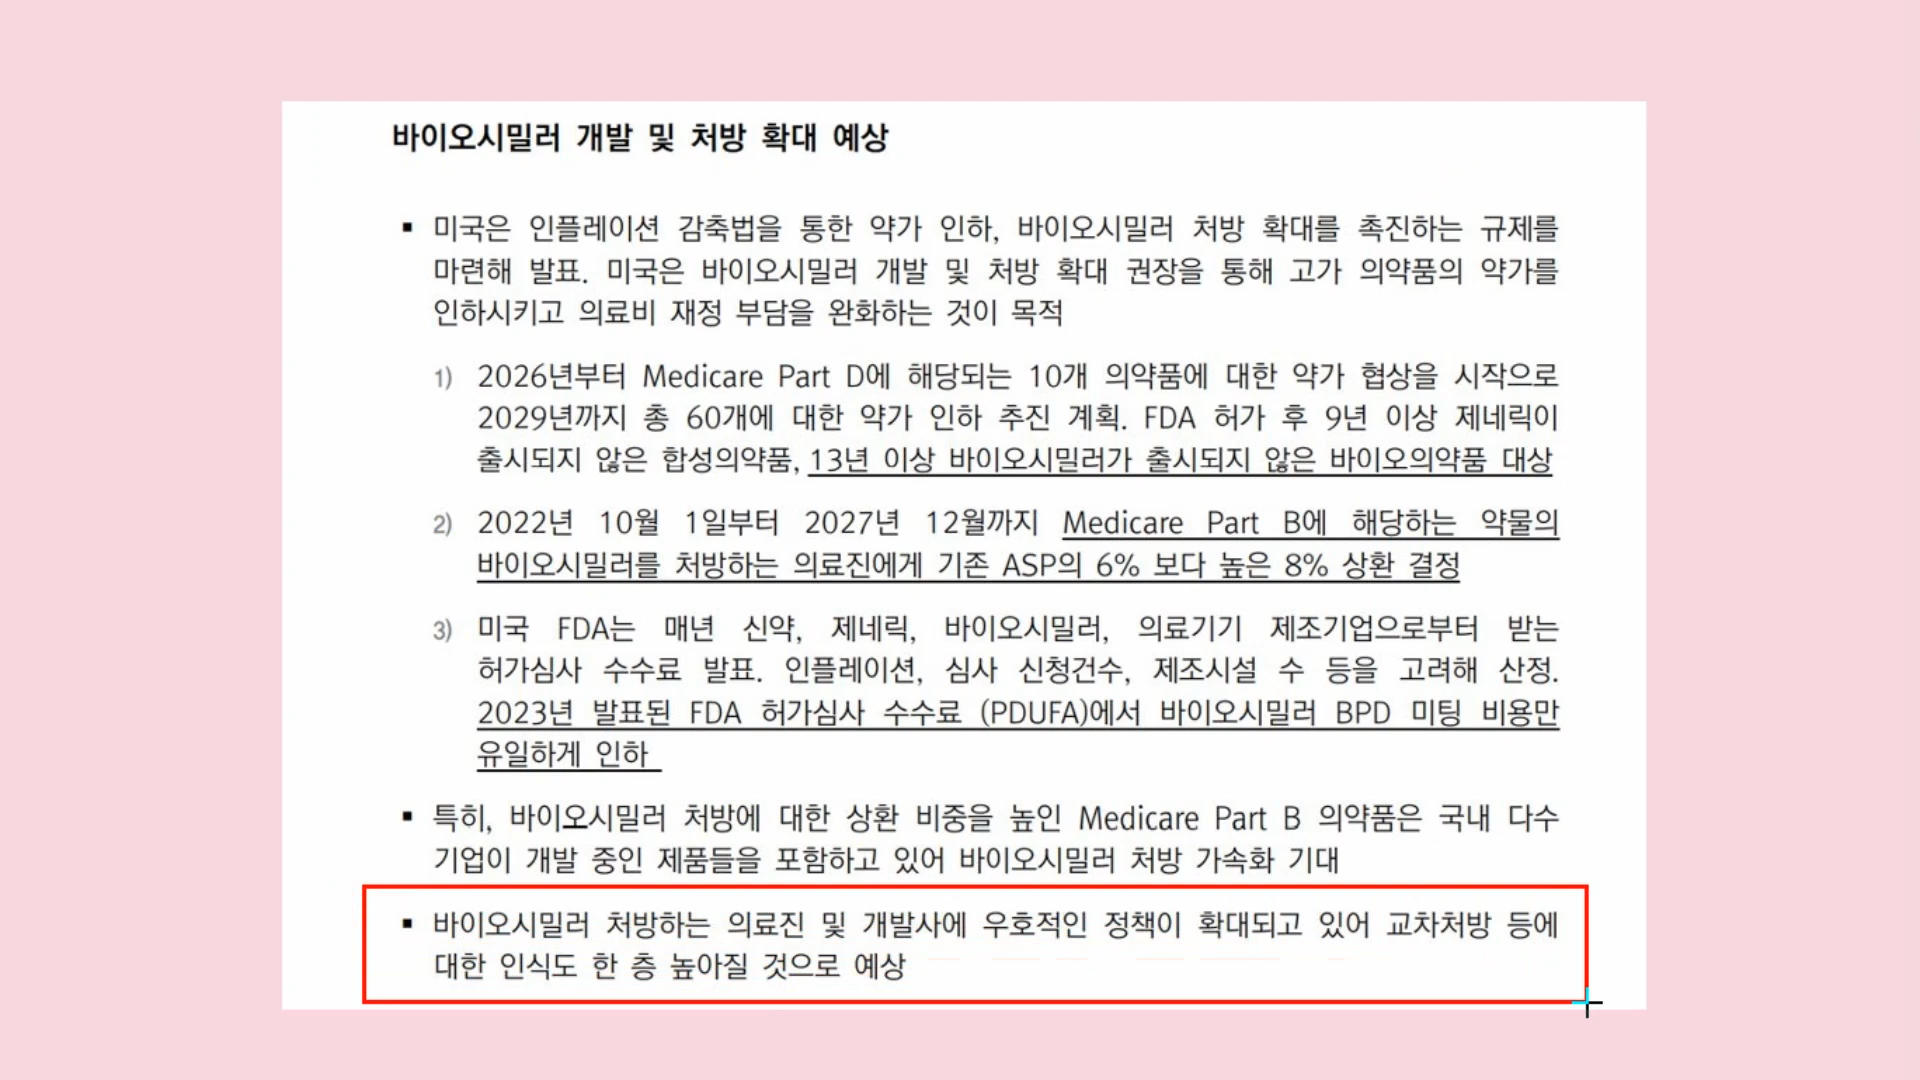 바이오시밀러 개발 및 처방 확대 예상
▪ 미국은 인플레이션 감축법을 통한 약가 인하, 바이오시밀러 처방 확대를 촉진하는 규제를
마련해 발표. 미국은 바이오시밀러 개발 및 처방 확대 권장을 통해 고가 의약품의 약가를
인하시키고 의료비 재정 부담을 완화하는 것이 목적
1) 2026년부터 Medicare Part D에 해당되는 10개 의약품에 대한 약가 협상을 시작으로
2029년까지 총 60개에 대한 약가 인하 추진 계획. FDA 허가 후 9년 이상 제네릭이
출시되지 않은 합성의약품, 13년 이상 바이오시밀러가 출시되지 않은 바이오의약품 대상
2) 2022년 10월 1일부터 2027년 12월까지 Medicare Part B에 해당하는 약물의
바이오시밀러를 처방하는 의료진에게 기존 ASP의 6% 보다 높은 8% 상환 결정
3) 미국 FDA는 매년 신약, 제네릭, 바이오시밀러, 의료기기 제조기업으로부터 받는
허가심사 수수료 발표. 인플레이션, 심사 신청건수, 제조시설 수 등을 고려해 산정.
2023년 발표된 FDA 허가심사 수수료 (PDUFA)에서 바이오시밀러 BPD 미팅 비용만
유일하게 인하
▪ 특히, 바이오시밀러 처방에 대한 상환 비중을 높인 Medicare Part B 의약품은 국내 다수
기업이 개발 중인 제품들을 포함하고 있어 바이오시밀러 처방 가속화 기대
▪ 바이오시밀러 처방하는 의료진 및 개발사에 우호적인 정책이 확대되고 있어 교차처방 등에
대한 인식도 한 층 높아질 것으로 예상